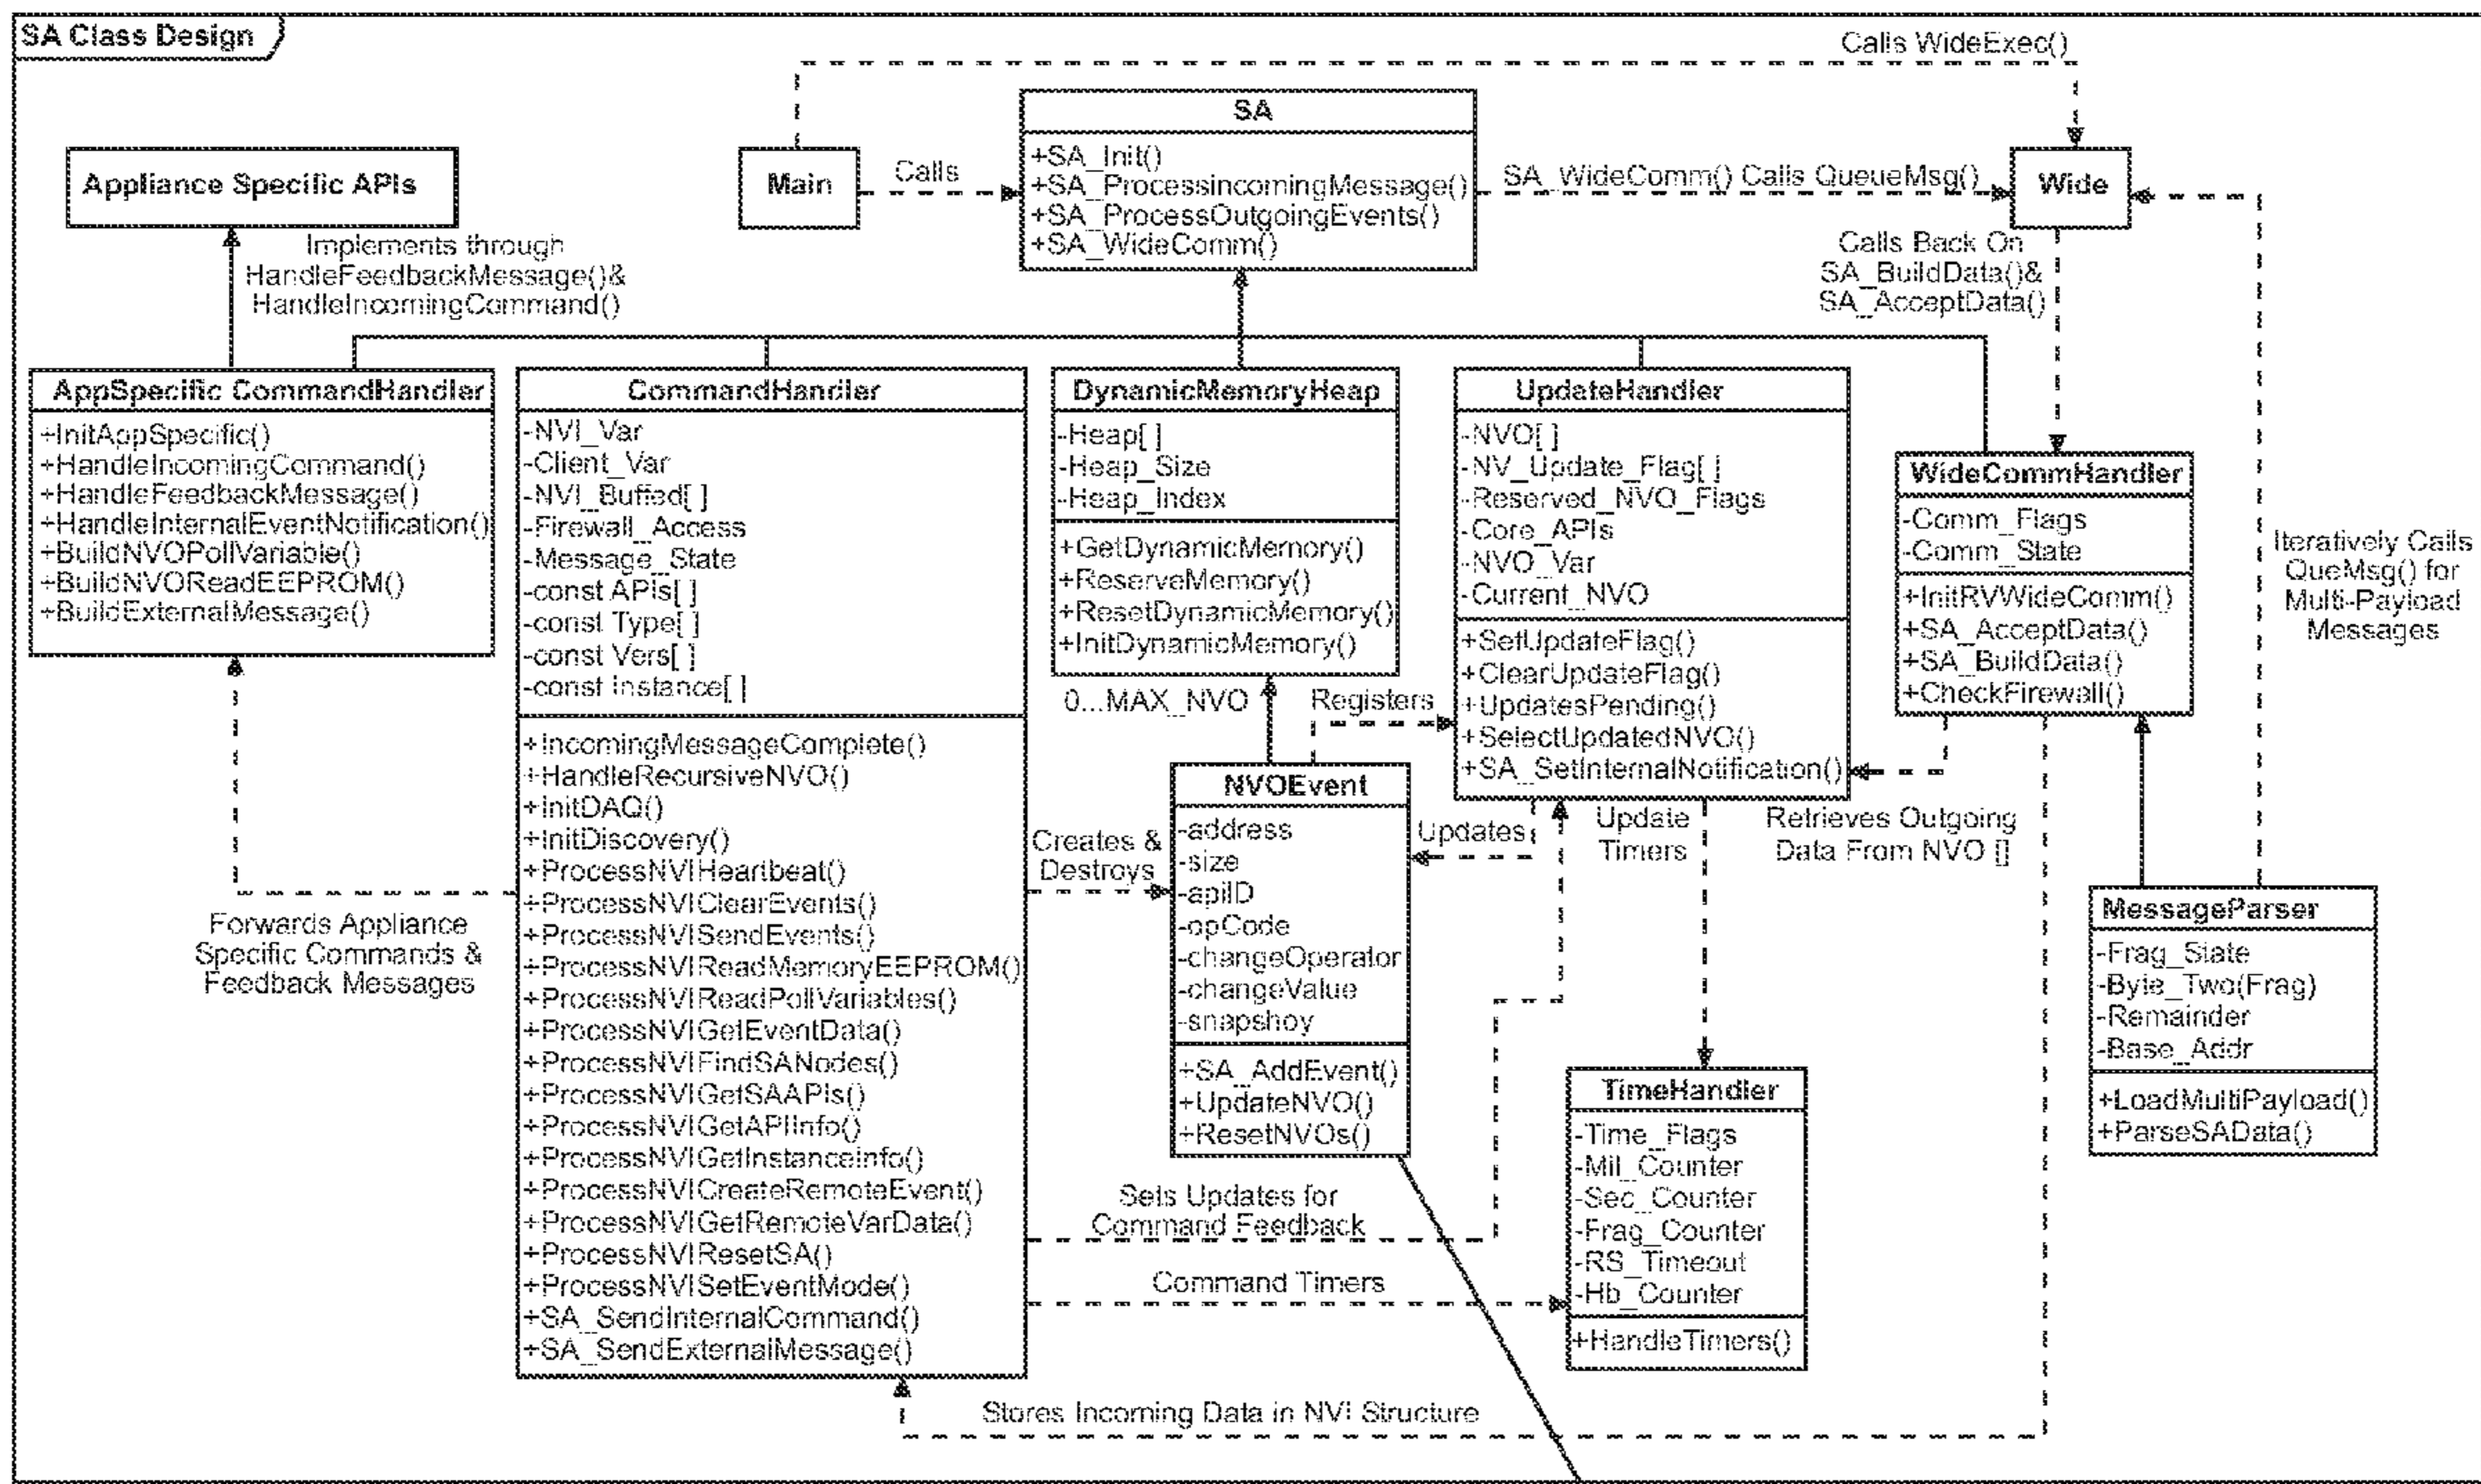 SA Class Design
Calls WideExec()
SA
+SA_Init()
+SA_ProcessincomingMessage()
+SA_ProcessOutgoingEvents()
+SA_WideComm()
Appliance Specific APIs
Main
Calls
SA_WideComm() Calls QueueMsg()
Wide
Implements through
HandleFeedbackMessage()&
HandleIncomingCommand()
Calls Back On
SA_BuildData()&
SA_AcceptData()
AppSpecific CommandHandler
+InitAppSpecific()
+HandleIncomingCommand()
+HandleFeedbackMessage()
+HandleInternalEventNotification()
+BuildNVOPollVariable()
+BuildNVOReadEEPROM()
+BuildExternalMessage()
CommandHandler
-NVI_Var
-Client_Var
-NVI_Buffed[ ]
-Firewall_Access
-Message_State
-const APIs[ ]
-const Type[ ]
-const Vers[ ]
-const Instance[ ]
+IncomingMessageComplete()
+HandleRecursiveNVO()
+InitDAQ()
+InitDiscovery()
+ProcessNVIHeartbeat()
+ProcessNVIClearEvents()
+ProcessNVISendEvents()
+ProcessNVIReadMemoryEEPROM()
+ProcessNVIReadPollVariables()
+ProcessNVIGetEventData()
+ProcessNVIFindSANodes()
+ProcessNVIGetSAAPIs()
+ProcessNVIGetAPIInfo()
+ProcessNVIGetInstanceInfo()
+ProcessNVICreateRemoteEvent()
+ProcessNVIGetRemoteVarData()
+ProcessNVIResetSA()
+ProcessNVISetEventMode()
+SA_SendInternalCommand()
+SA_SendExternalMessage()
DynamicMemoryHeap
-Heap[ ]
-Heap_Size
-Heap_Index
+GetDynamicMemory()
+ReserveMemory()
+ResetDynamicMemory()
+InitDynamicMemory()
UpdateHandler
-NVO[ ]
-NV_Update_Flag[ ]
-Reserved_NVO_Flags
-Core_APIs
-NVO_Var
-Current_NVO
+SetUpdateFlag()
+ClearUpdateFlag()
+UpdatesPending()
+SelectUpdatedNVO()
+SA_SetInternalNotification()
WideCommHandler
-Comm_Flags
-Comm_State
+InitRVWideComm()
+SA_AcceptData()
+SA_BuildData()
+CheckFirewall()
Iteratively Calls
QueMsg() for
Multi-Payload
Messages
0...MAX_NVO
Registers
NVOEvent
-address
-size
-apiID
-opCode
-changeOperator
-changeValue
-snapshoy
+SA_AddEvent()
+UpdateNVO()
+ResetNVOs()
Creates &
Destroys
Updates
Update
Timers
Retrieves Outgoing
Data From NVO []
Forwards Appliance
Specific Commands &
Feedback Messages
MessageParser
-Frag_State
-Byte_Two(Frag)
-Remainder
-Base_Addr
+LoadMultiPayload()
+ParseSAData()
TimeHandler
-Time_Flags
-Mil_Counter
-Sec_Counter
-Frag_Counter
-RS_Timeout
-Hb_Counter
+HandleTimers()
Sets Updates for
Command Feedback
Command Timers
Stores Incoming Data in NVI Structure